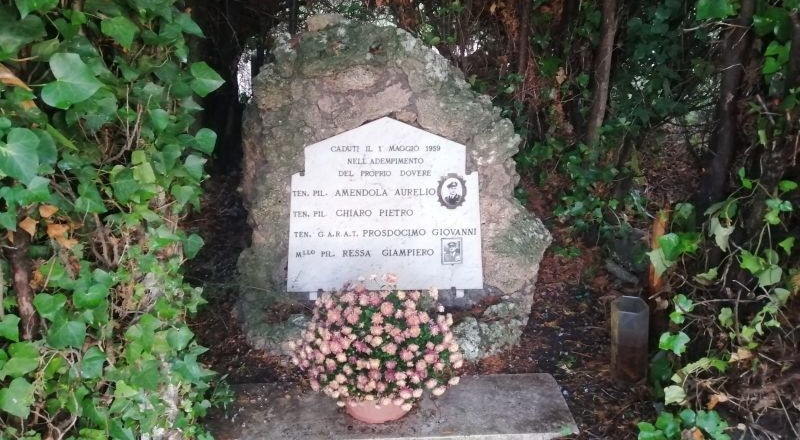 CADUTI IL 1 MAGGIO 1959
NELL'ADEMPIMENTO
DEL PROPRIO DOVERE
TEN. PIL. AMENDOLA AURELIO
TEN. PIL. CHIARO PIETRO
TEN. G.A.R.A.T. PROSDOCIMO GIOVANNI
MLLO PIL. RESSA GIAMPIERO